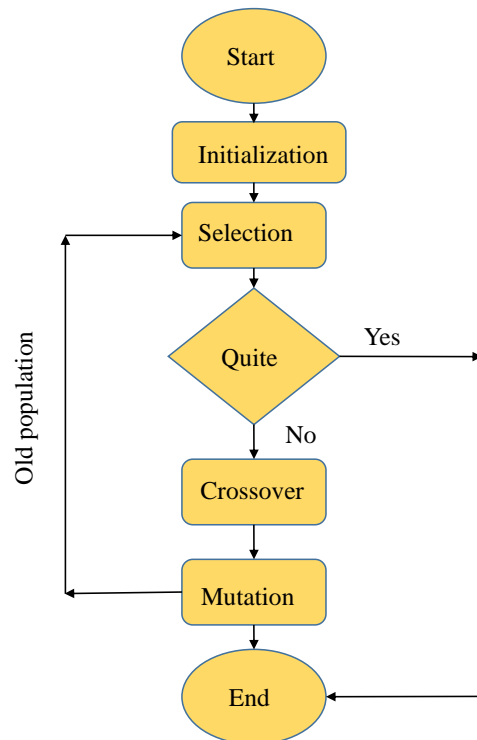 Start
Initialization
Selection
Quite
Yes
No
Old population
Crossover
Mutation
End